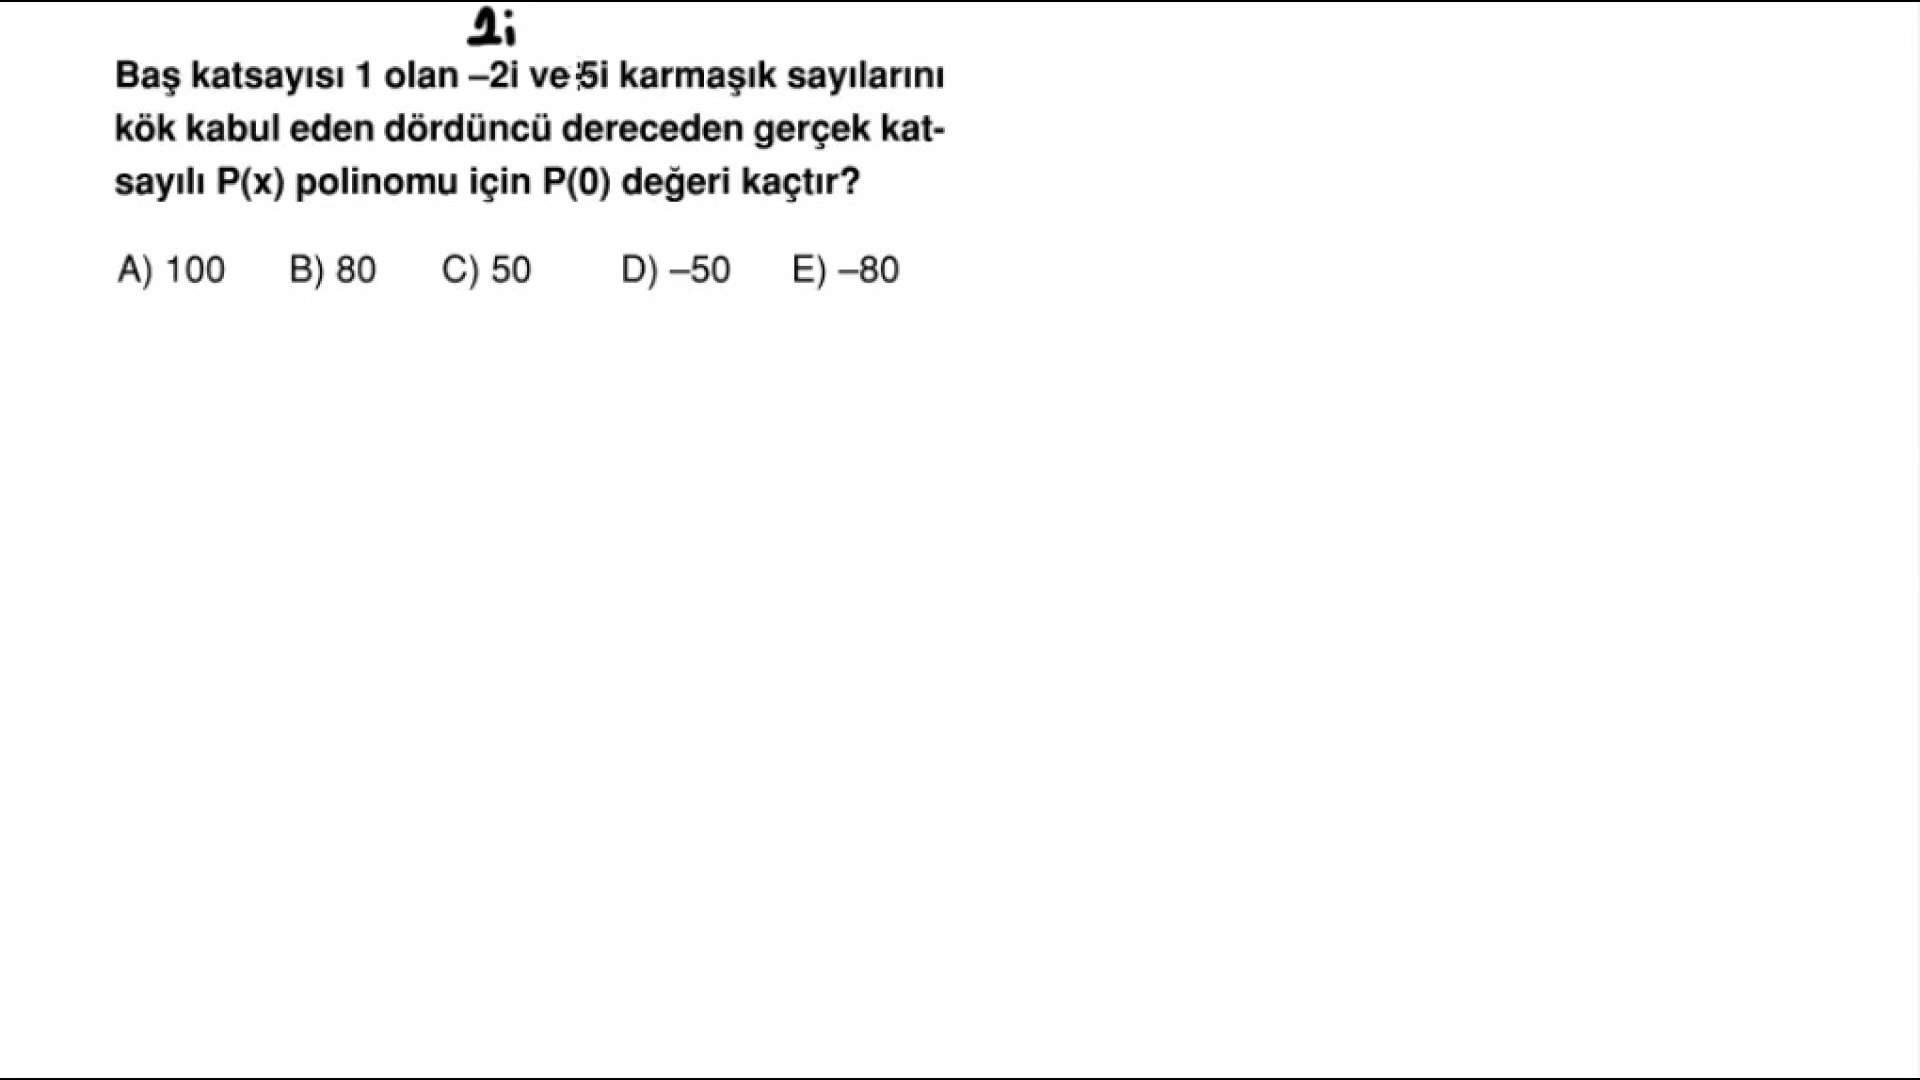 2i
Baş katsayısı 1 olan –2i ve 5i karmaşık sayılarını
kök kabul eden dördüncü dereceden gerçek kat-
sayılı P(x) polinomu için P(0) değeri kaçtır?
A) 100 B) 80 C) 50 D) –50 E) –80